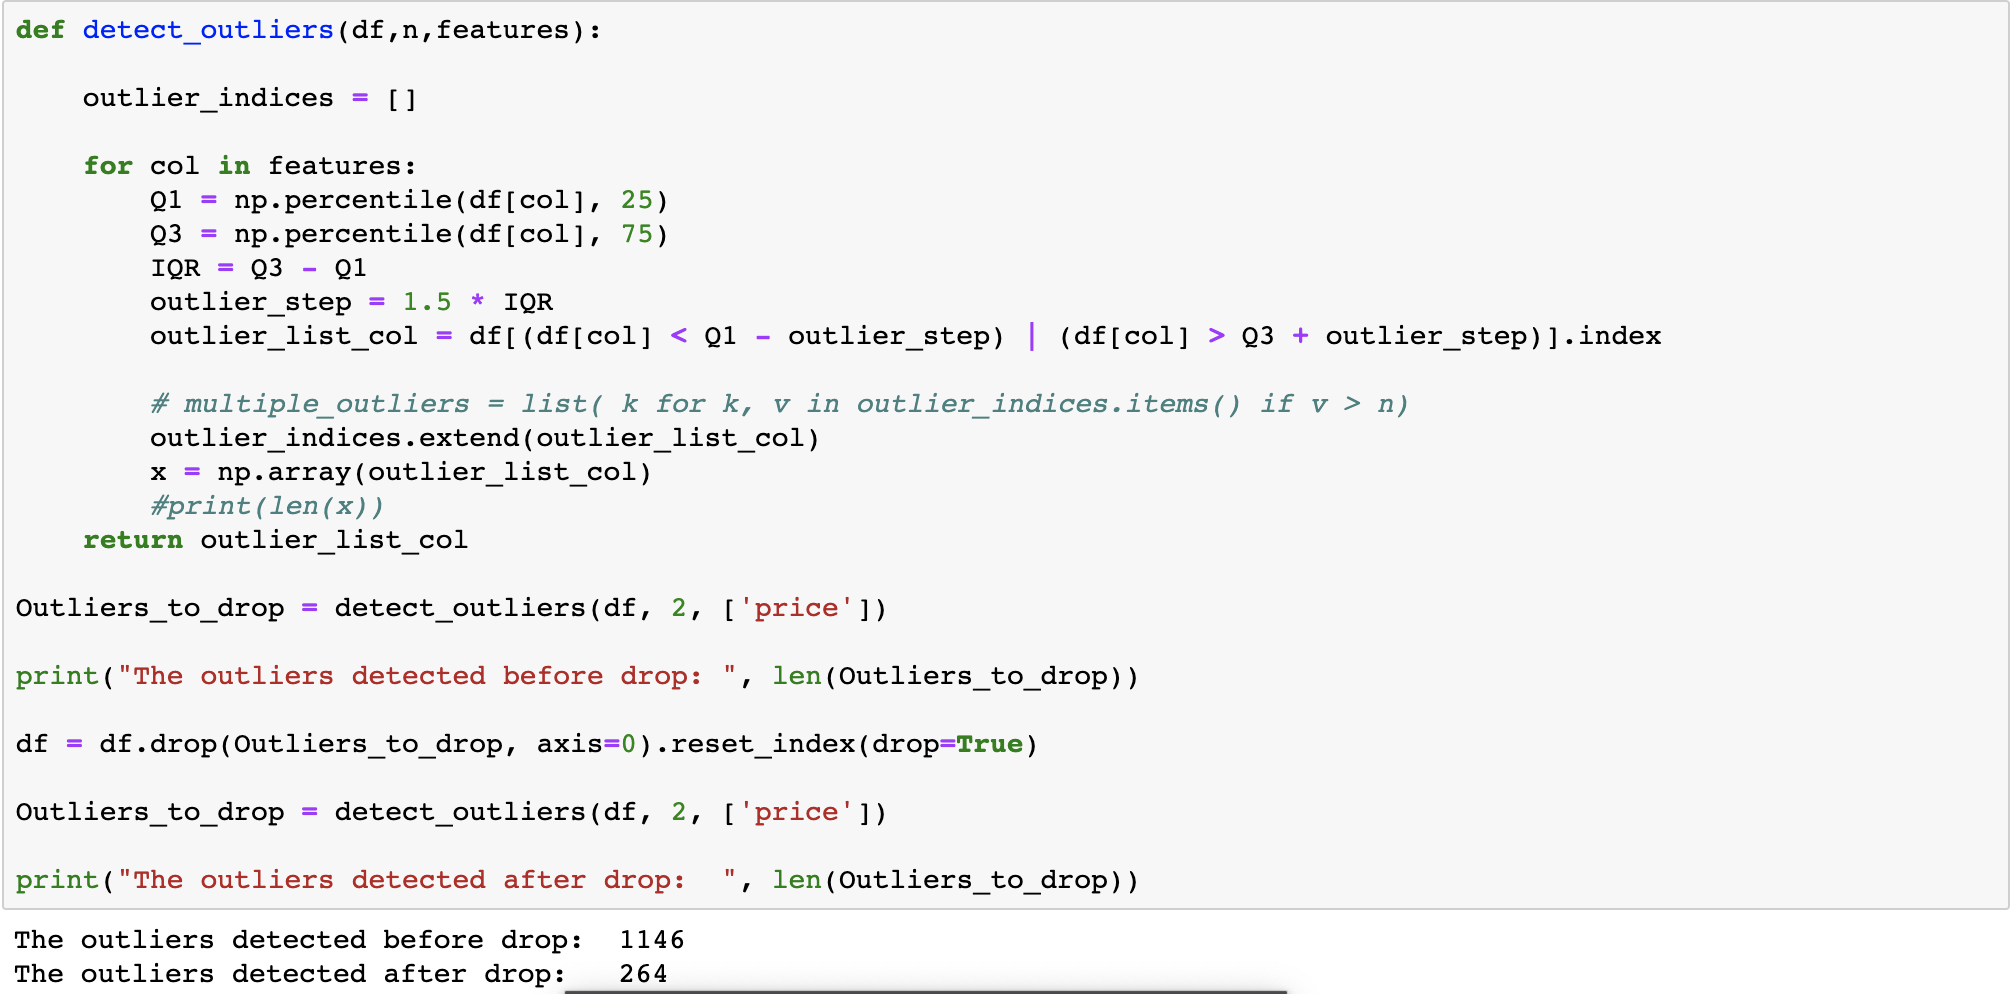 def detect_outliers(df,n,features):
    outlier_indices = []
    for col in features:
        Q1 = np.percentile(df[col], 25)
        Q3 = np.percentile(df[col], 75)
        IQR = Q3 - Q1
        outlier_step = 1.5 * IQR
        outlier_list_col = df[(df[col] < Q1 - outlier_step) | (df[col] > Q3 + outlier_step)].index
        # multiple_outliers = list( k for k, v in outlier_indices.items() if v > n)
        outlier_indices.extend(outlier_list_col)
        x = np.array(outlier_list_col)
        #print(len(x))
    return outlier_list_col
Outliers_to_drop = detect_outliers(df, 2, ['price'])
print("The outliers detected before drop: ", len(Outliers_to_drop))
df = df.drop(Outliers_to_drop, axis=0).reset_index(drop=True)
Outliers_to_drop = detect_outliers(df, 2, ['price'])
print("The outliers detected after drop:  ", len(Outliers_to_drop))
The outliers detected before drop:  1146
The outliers detected after drop:   264